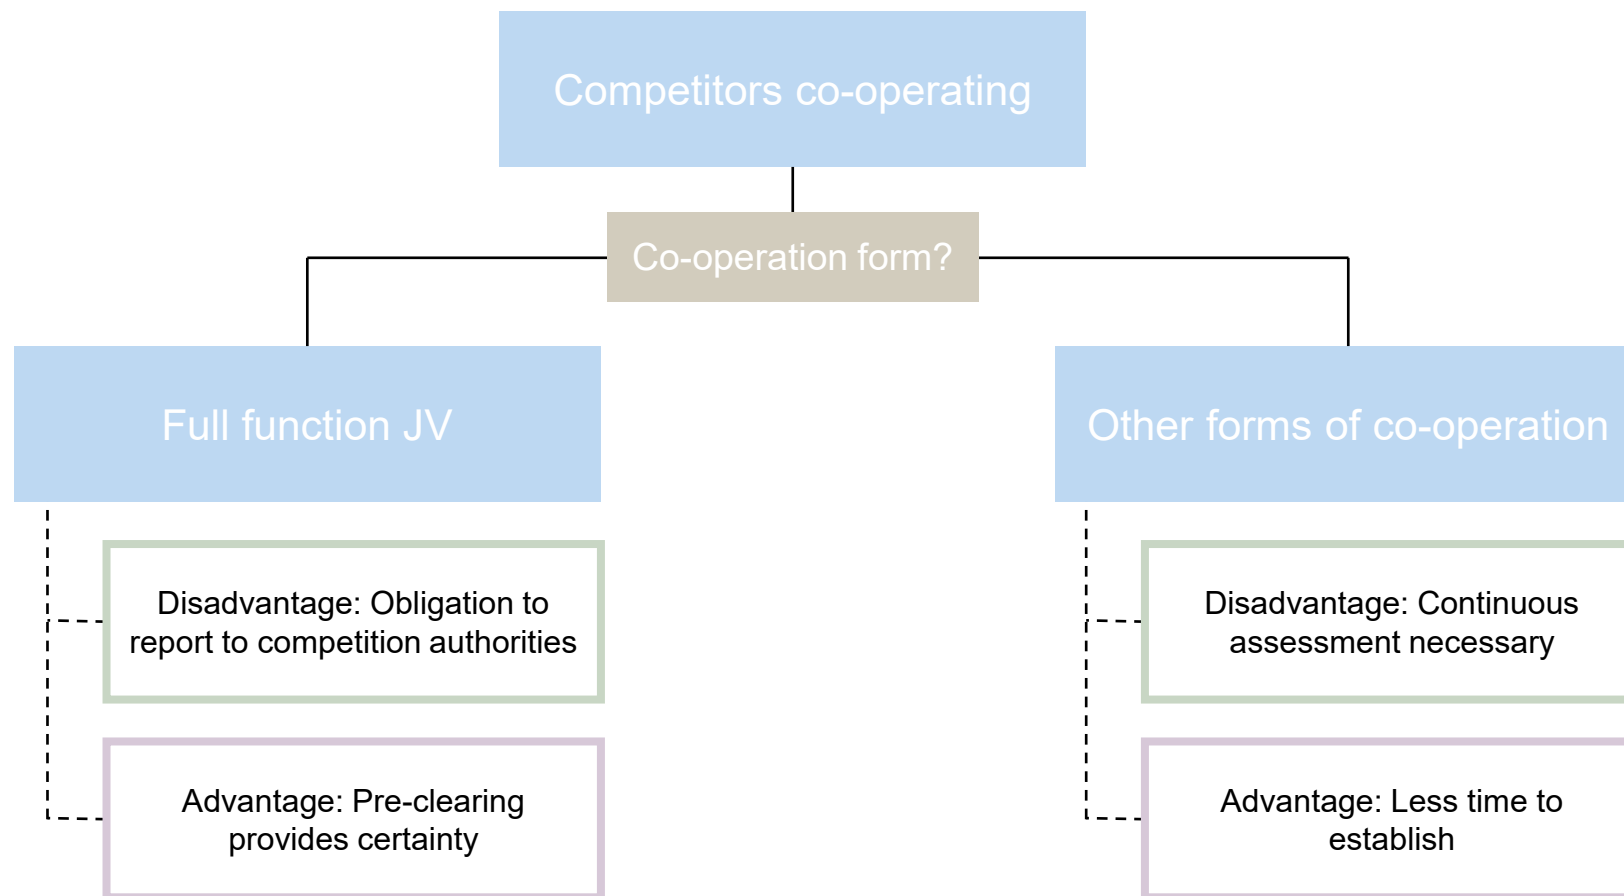 Competitors co-operating
Co-operation form?
Full function JV
Other forms of co-operation
Disadvantage: Obligation to
report to competition authorities
Disadvantage: Continuous
assessment necessary
Advantage: Pre-clearing
provides certainty
Advantage: Less time to
establish